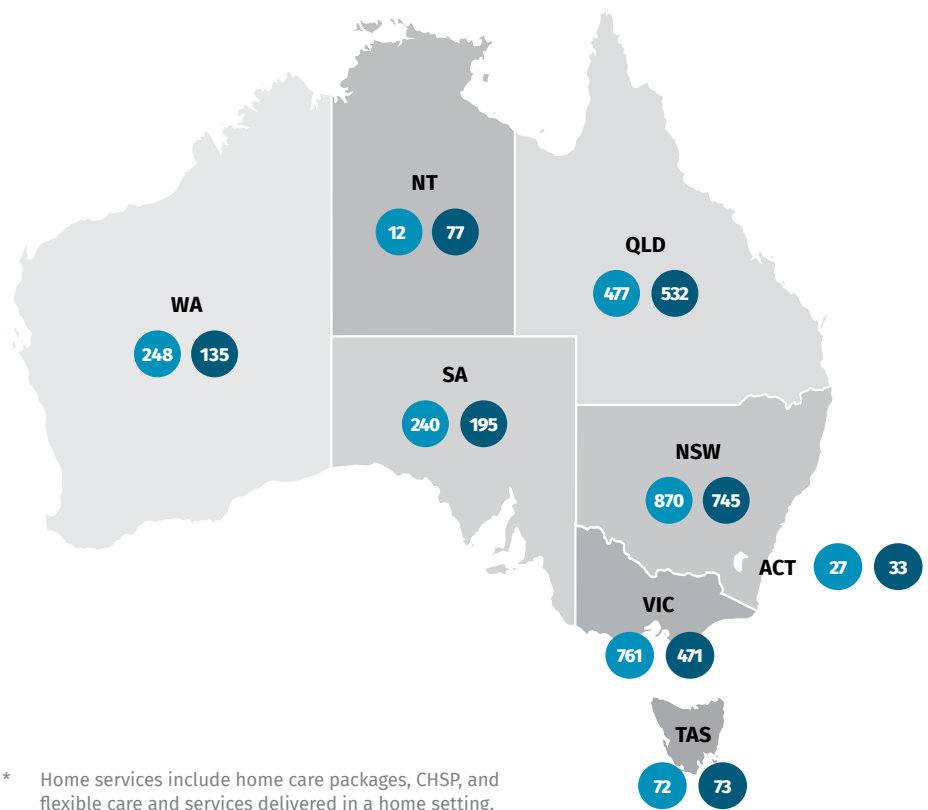 NT
12 77
QLD
477 532
WA
248 135
SA
240 195
NSW
870 745
ACT 27 33
VIC
761 471
TAS
72 73
* Home services include home care packages, CHSP, and
flexible care and services delivered in a home setting.